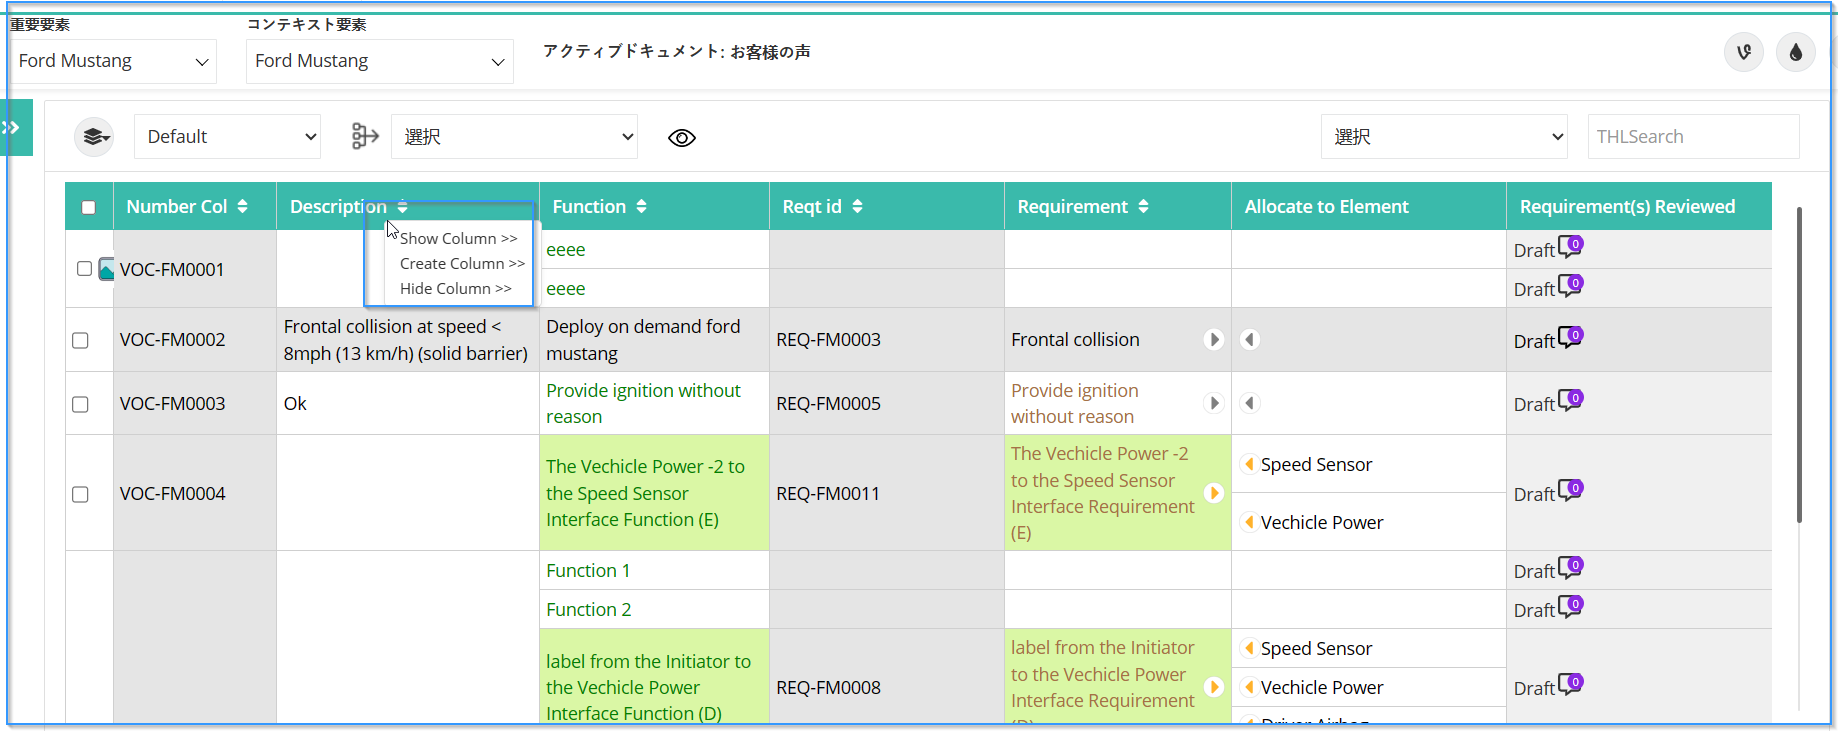 重要要素
コンテキスト要素
Ford Mustang
Ford Mustang
アクティブドキュメント: お客様の声
Default
選択
選択
THLSearch
Number Col
Description
Function
Reqt id
Requirement
Allocate to Element
Requirement(s) Reviewed
Show Column >>
Create Column >>
Hide Column >>
VOC-FM0001
eeee
Draft
0
eeee
Draft
0
VOC-FM0002
Frontal collision at speed <
8mph (13 km/h) (solid barrier)
Deploy on demand ford
mustang
REQ-FM0003
Frontal collision
Draft
0
VOC-FM0003
Ok
Provide ignition without
reason
REQ-FM0005
Provide ignition
without reason
Draft
0
VOC-FM0004
The Vechicle Power -2 to
the Speed Sensor
Interface Function (E)
REQ-FM0011
The Vechicle Power -2
to the Speed Sensor
Interface Requirement
(E)
Speed Sensor
Vechicle Power
Draft
0
Function 1
Draft
0
Function 2
Draft
0
label from the Initiator to
the Vechicle Power
Interface Function (D)
REQ-FM0008
label from the Initiator
to the Vechicle Power
Interface Requirement
(D)
Speed Sensor
Vechicle Power
Driver Airbag
Draft
0